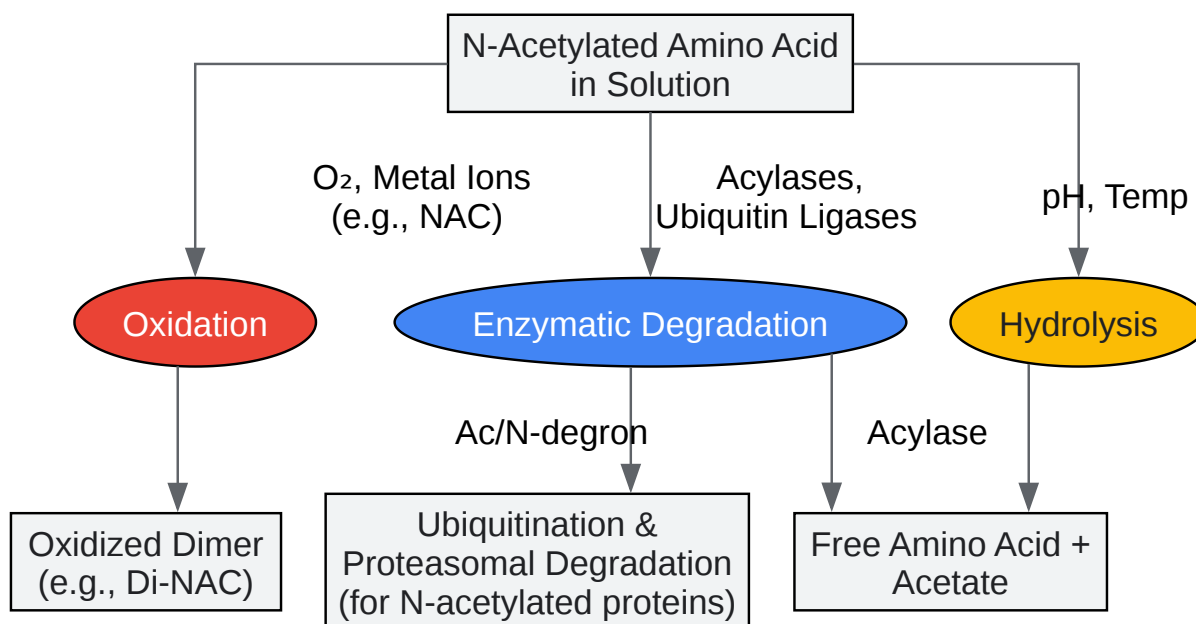 N-Acetylated Amino Acid
in Solution
O₂, Metal Ions
(e.g., NAC)
Acylases,
Ubiquitin Ligases
pH, Temp
Oxidation
Enzymatic Degradation
Hydrolysis
Ac/N-degron
Acylase
Oxidized Dimer
(e.g., Di-NAC)
Ubiquitination &
Proteasomal Degradation
(for N-acetylated proteins)
Free Amino Acid +
Acetate